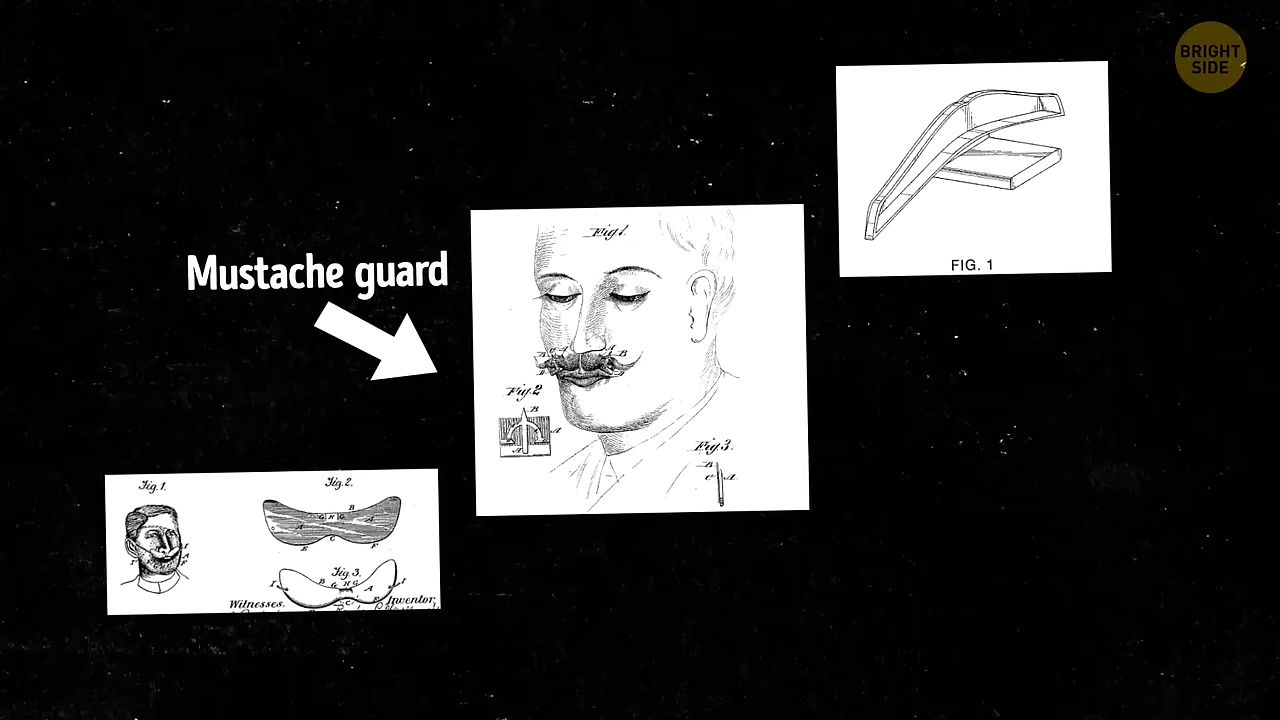 BRIGHT
SIDE
FIG. 1
Mustache guard
Fig.1.
B
C
A
A
B
Fig.2
B
A
A
Fig.3.
B
C
A
Fig.1.
Fig.2.
B
G
H
G
A
A
C
E
F
Fig.3.
I
B
G
H
G
A
I
C
F
Witnesses.
Inventor,